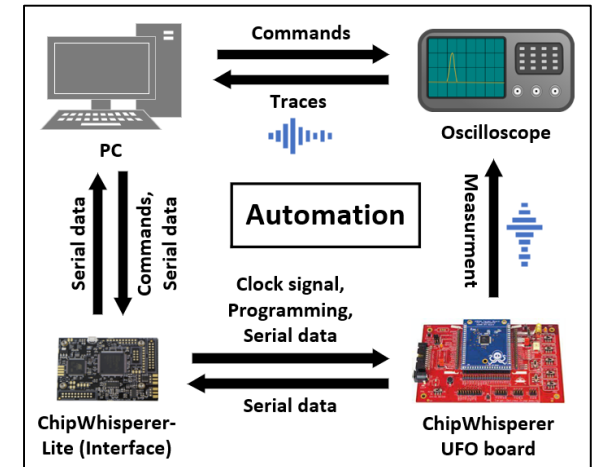 Commands
Traces
PC
Oscilloscope
Serial data
Commands,
Serial data
Automation
Measurment
Clock signal,
Programming,
Serial data
Serial data
ChipWhisperer-
Lite (Interface)
ChipWhisperer
UFO board